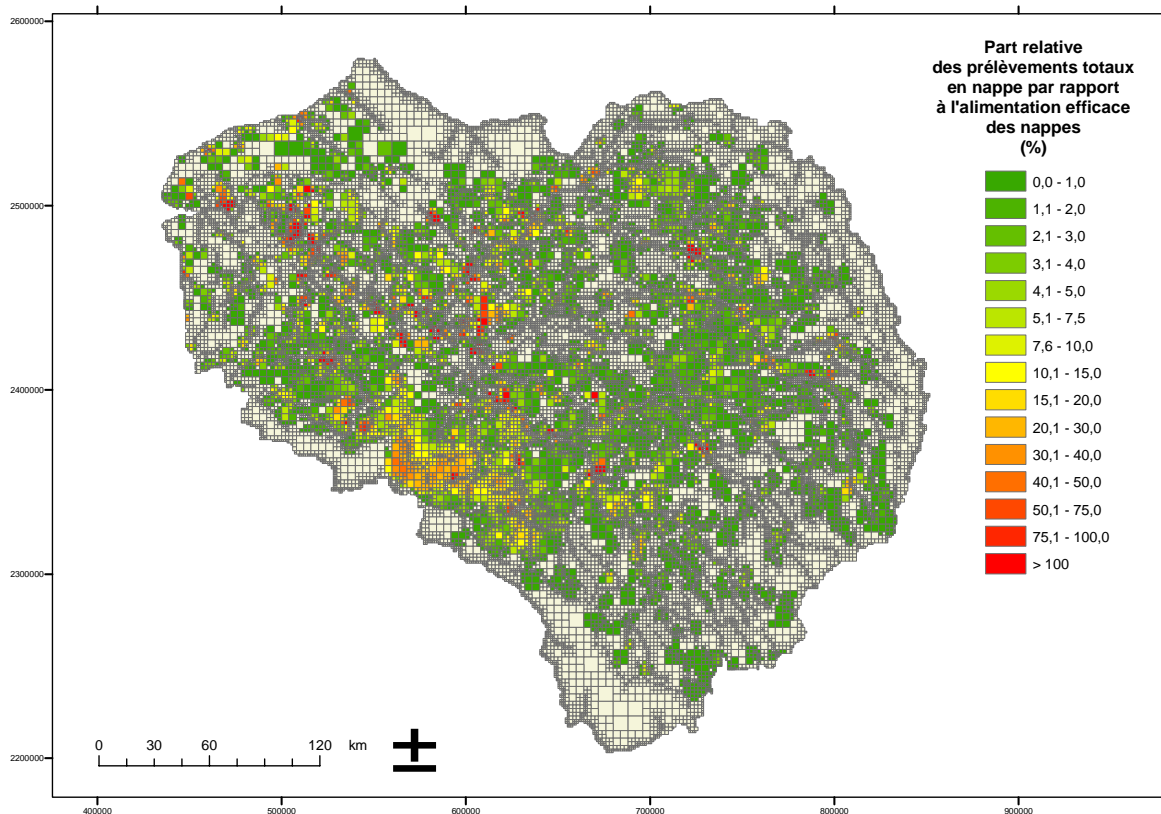 Part relative
des prélèvements totaux
en nappe par rapport
à l'alimentation efficace
des nappes
(%)
0,0 - 1,0
1,1 - 2,0
2,1 - 3,0
3,1 - 4,0
4,1 - 5,0
5,1 - 7,5
7,6 - 10,0
10,1 - 15,0
15,1 - 20,0
20,1 - 30,0
30,1 - 40,0
40,1 - 50,0
50,1 - 75,0
75,1 - 100,0
> 100
2600000
2500000
2400000
2300000
2200000
0 30 60 120 km
400000 500000 600000 700000 800000 900000